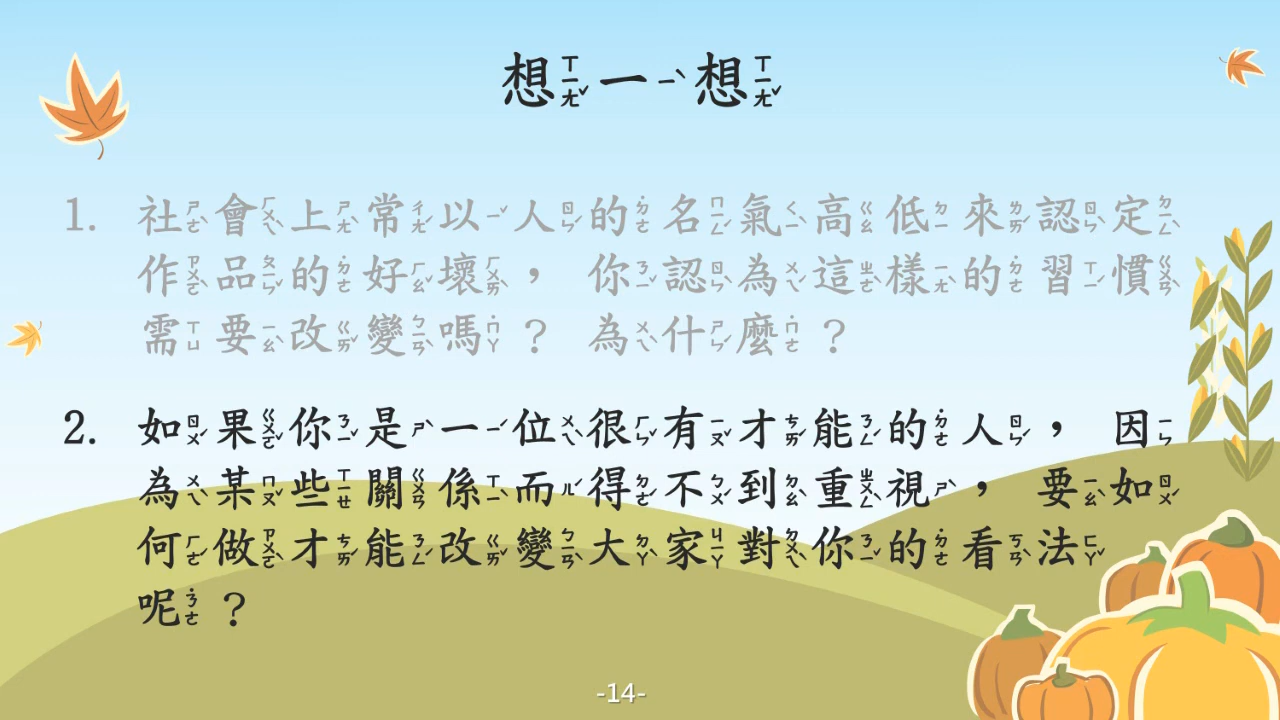 想一想
1. 社會上常以人的名氣高低來認定
作品的好壞，你認為這樣的習慣
需要改變嗎？為什麼？
2. 如果你是一位很有才能的人，因
為某些關係而得不到重視，要如
何做才能改變大家對你的看法
呢？
-14-